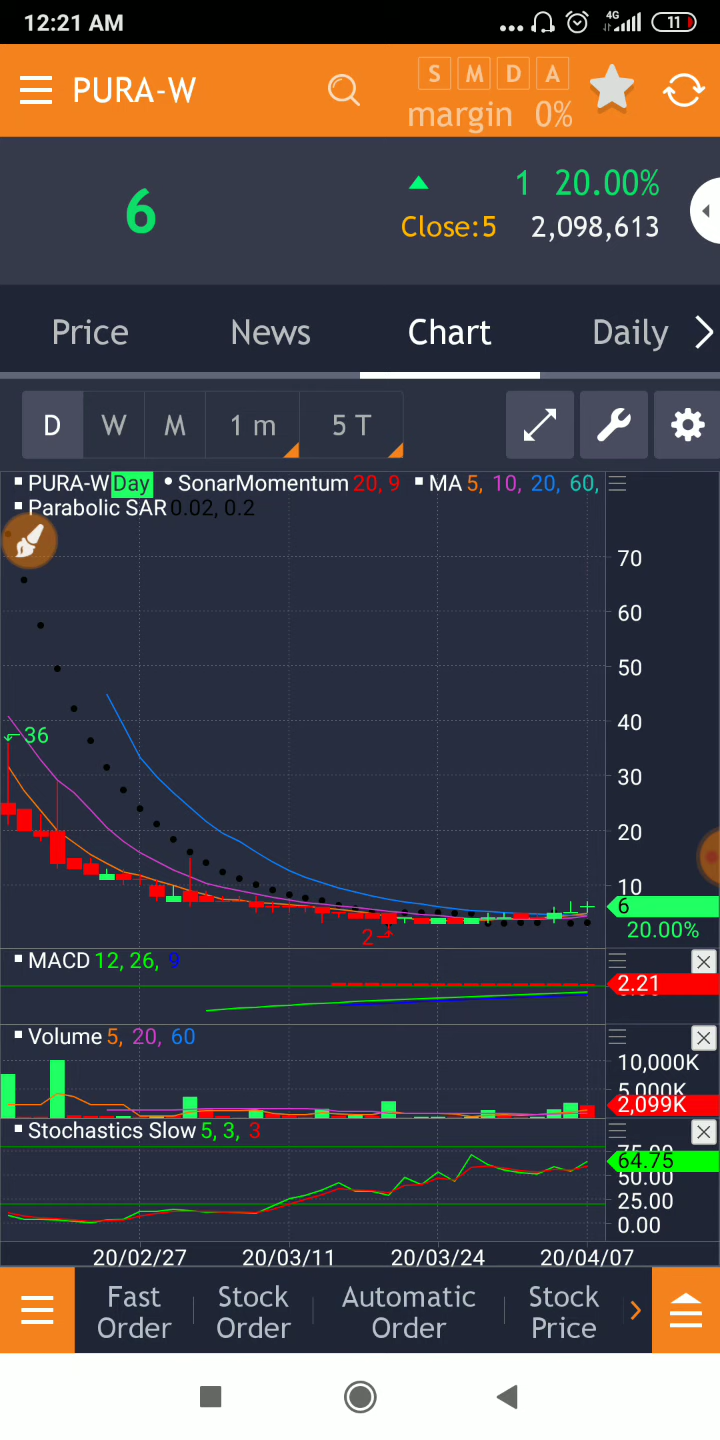 12:21 AM
4G
11
PURA-W
S M D A
margin 0%
6
1 20.00%
Close:5 2,098,613
Price News Chart Daily
D W M 1 m 5 T
PURA-W Day SonarMomentum 20, 9 MA 5, 10, 20, 60,
Parabolic SAR 0.02, 0.2
70
60
50
40
36
30
20
10
6
20.00%
2
MACD 12, 26, 9
2.21
Volume 5, 20, 60
10,000K
5,000K
2,099K
Stochastics Slow 5, 3, 3
75.00
64.75
50.00
25.00
0.00
20/02/27 20/03/11 20/03/24 20/04/07
Fast Order
Stock Order
Automatic Order
Stock Price